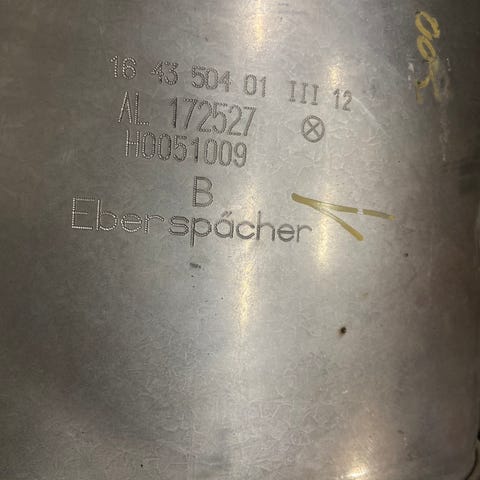 16 43 504 01 III 12
AL 172527 ⊗
H0051009
B
Eberspächer